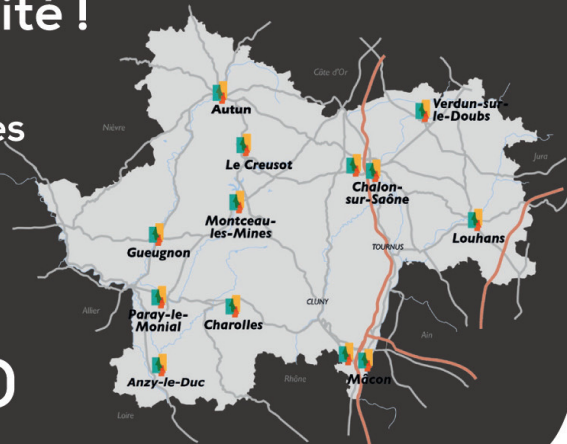 ité !
es
Côte d'Or
Autun
Verdun-sur-
le-Doubs
Nièvre
Jura
Le Creusot
Chalon-
sur-Saône
Montceau-
les-Mines
Louhans
Gueugnon
TOURNUS
Allier
Paray-le-
Monial
Charolles
CLUNY
Ain
Anzy-le-Duc
Rhône
Mâcon
Loire